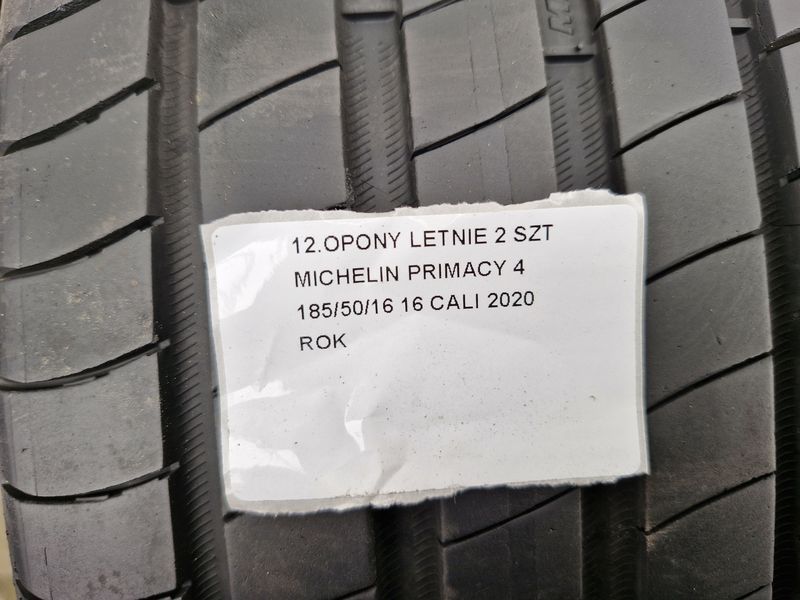 12.OPONY LETNIE 2 SZT
MICHELIN PRIMACY 4
185/50/16 16 CALI 2020
ROK